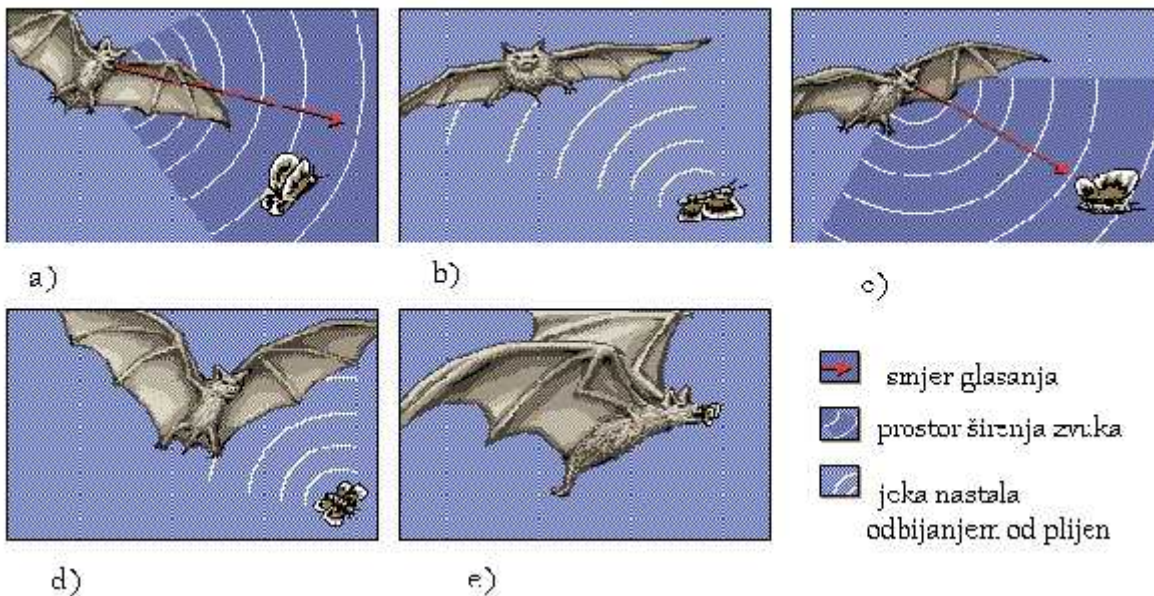 a)
b)
c)
d)
e)
smjer glasanja
prostor širenja zvuka
jeka nastala
odbijanjem od plijen